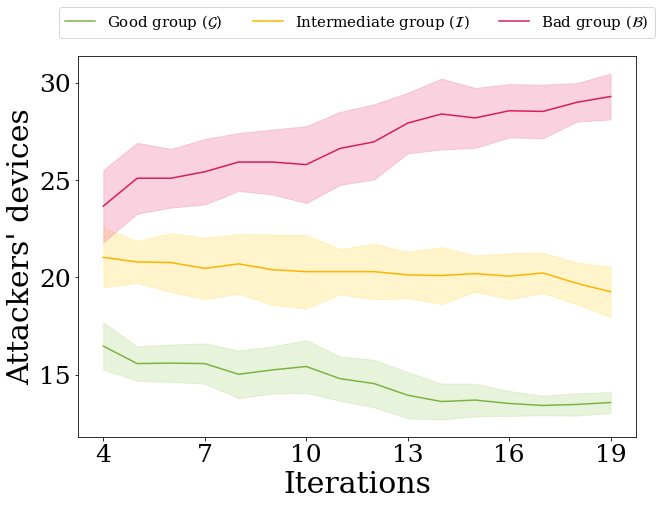 Good group (𝒢) Intermediate group (ℐ) Bad group (ℬ)
Attackers' devices
30
25
20
15
4 7 10 13 16 19
Iterations